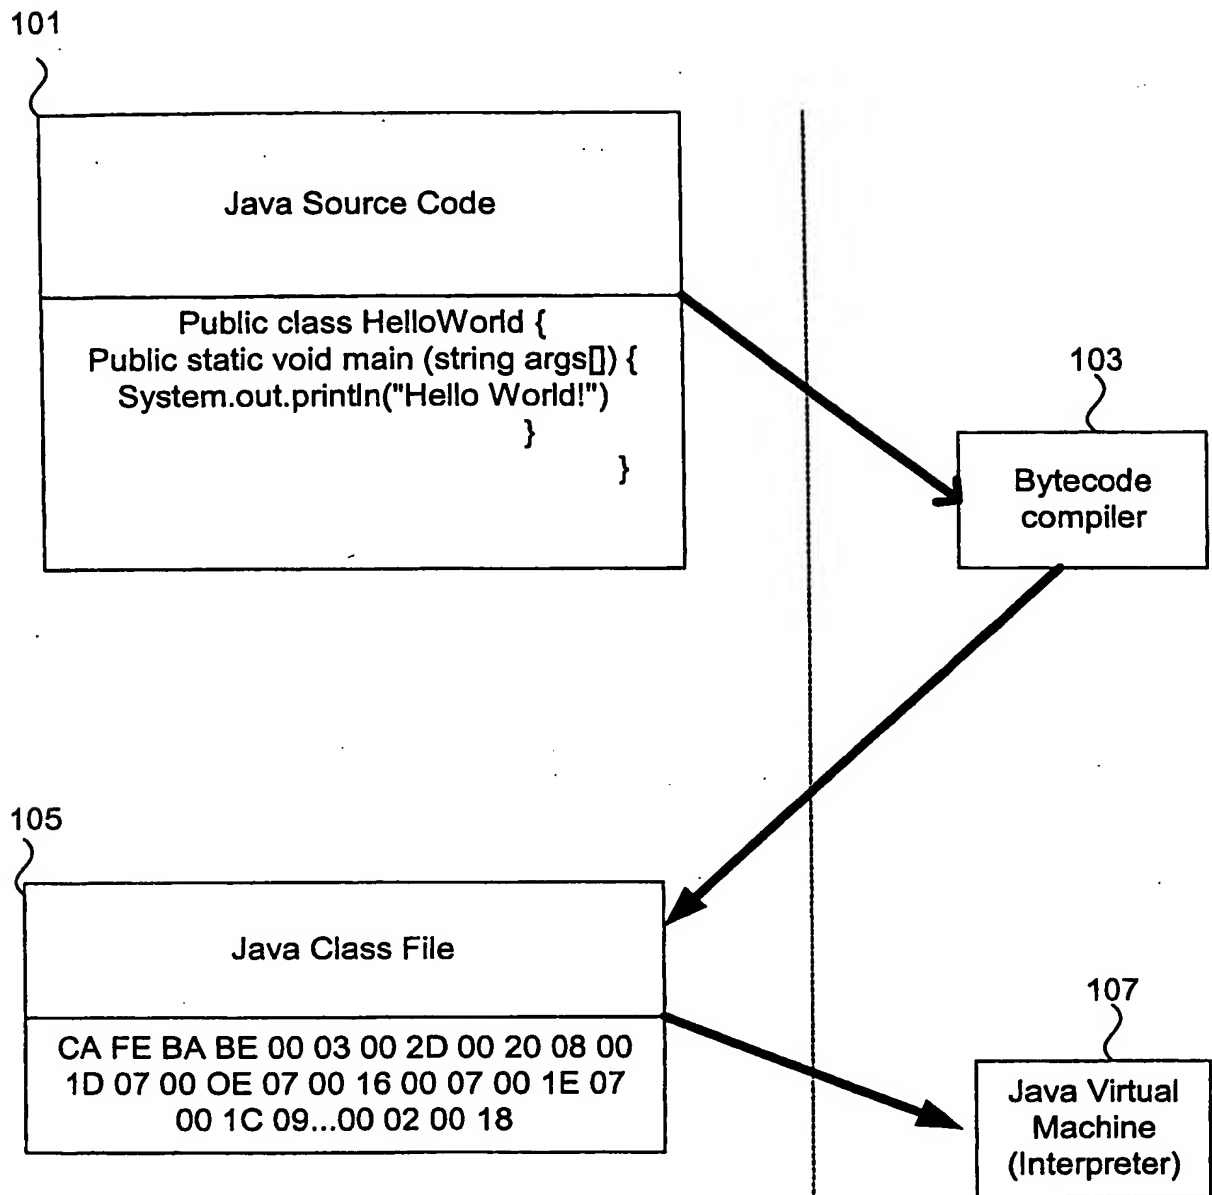 101
Java Source Code
Public class HelloWorld {
Public static void main (string args[]) {
System.out.println("Hello World!")
}
}
103
Bytecode
compiler
105
Java Class File
CA FE BA BE 00 03 00 2D 00 20 08 00
1D 07 00 OE 07 00 16 00 07 00 1E 07
00 1C 09...00 02 00 18
107
Java Virtual
Machine
(Interpreter)